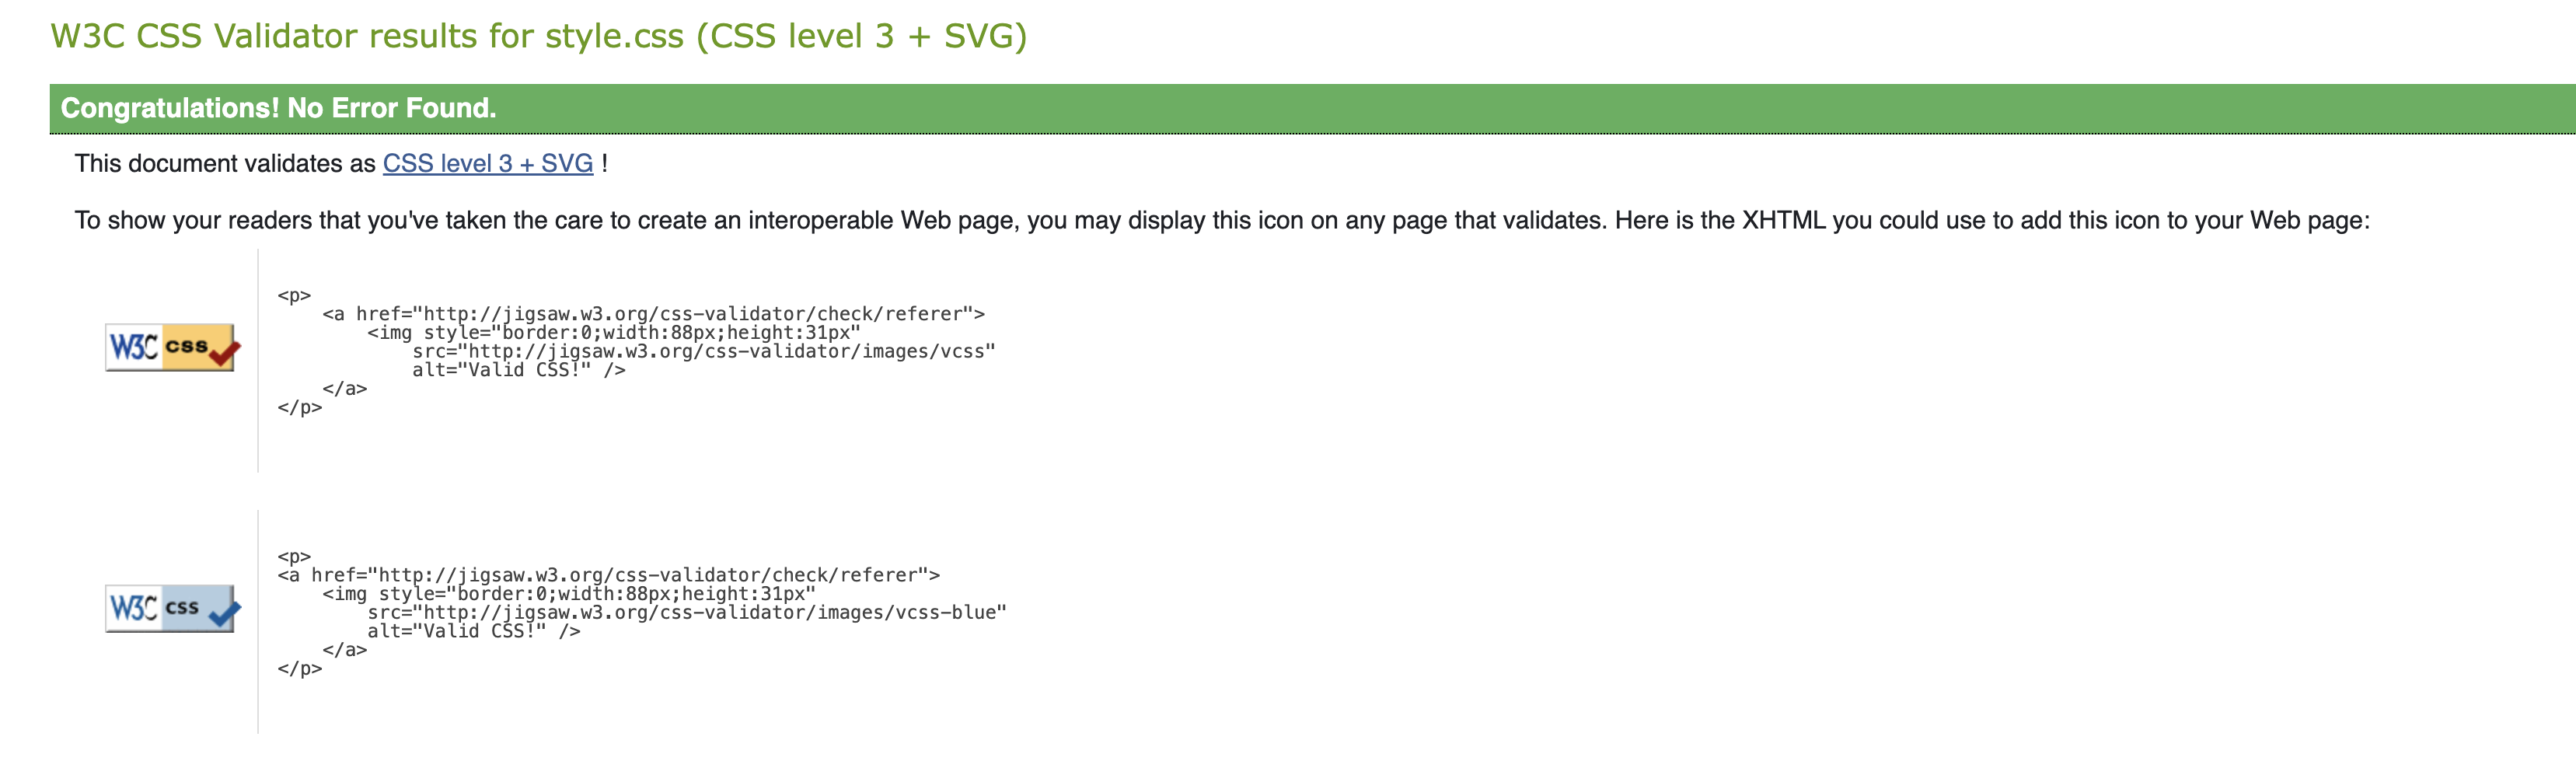 W3C CSS Validator results for style.css (CSS level 3 + SVG)
Congratulations! No Error Found.
This document validates as CSS level 3 + SVG !
To show your readers that you've taken the care to create an interoperable Web page, you may display this icon on any page that validates. Here is the XHTML you could use to add this icon to your Web page:
W3C css
<p>
    <a href="http://jigsaw.w3.org/css-validator/check/referer">
        <img style="border:0;width:88px;height:31px"
            src="http://jigsaw.w3.org/css-validator/images/vcss"
            alt="Valid CSS!" />
    </a>
</p>
W3C css
<p>
<a href="http://jigsaw.w3.org/css-validator/check/referer">
    <img style="border:0;width:88px;height:31px"
        src="http://jigsaw.w3.org/css-validator/images/vcss-blue"
        alt="Valid CSS!" />
    </a>
</p>